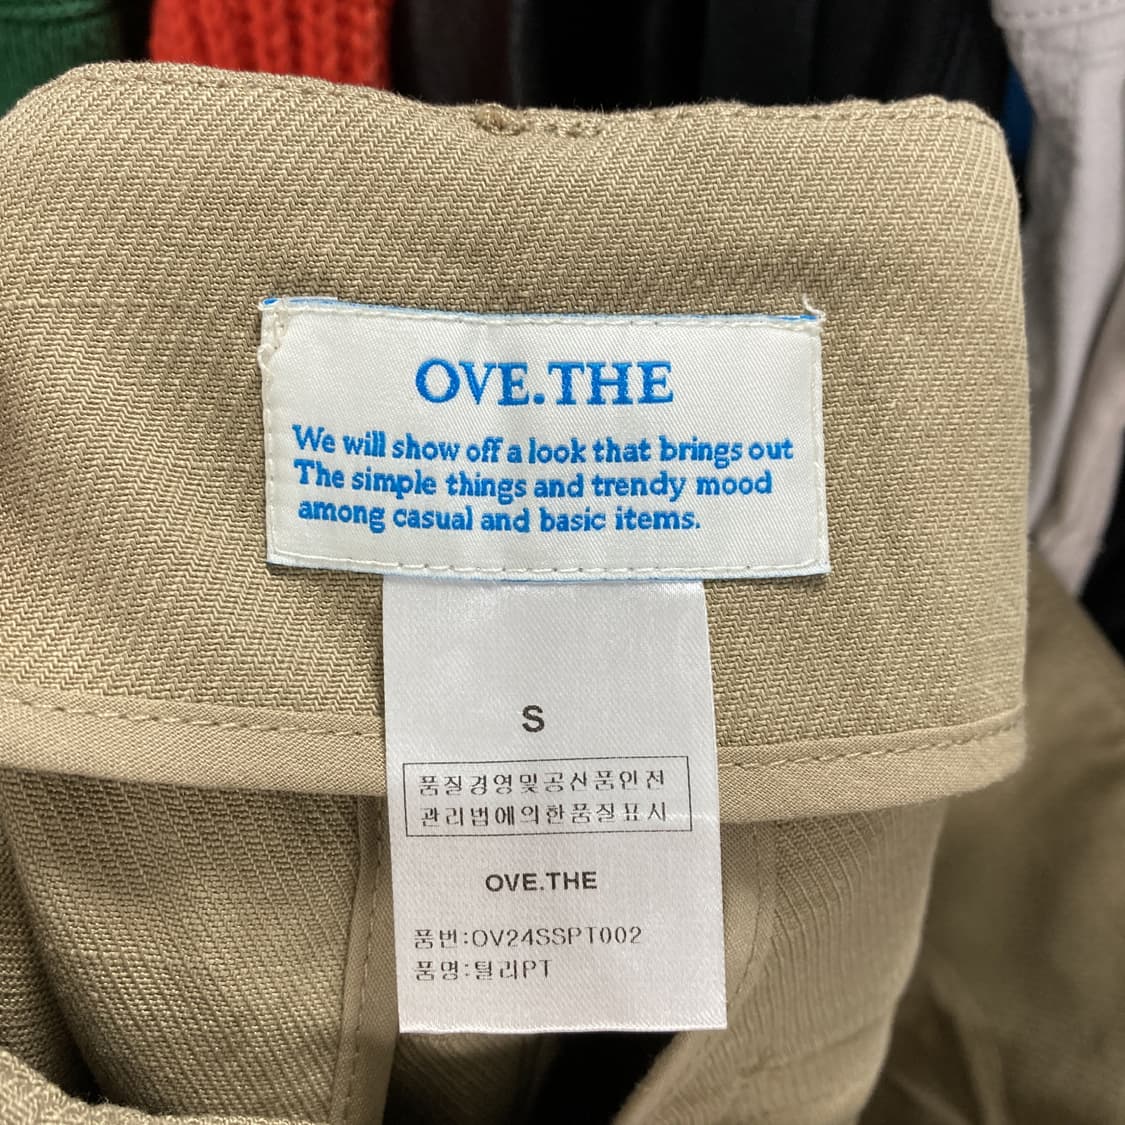 OVE.THE
We will show off a look that brings out
The simple things and trendy mood
among casual and basic items.
S
품질경영및공산품안전
관리법에의한품질표시
OVE.THE
품번:OV24SSPT002
품명:틸리PT